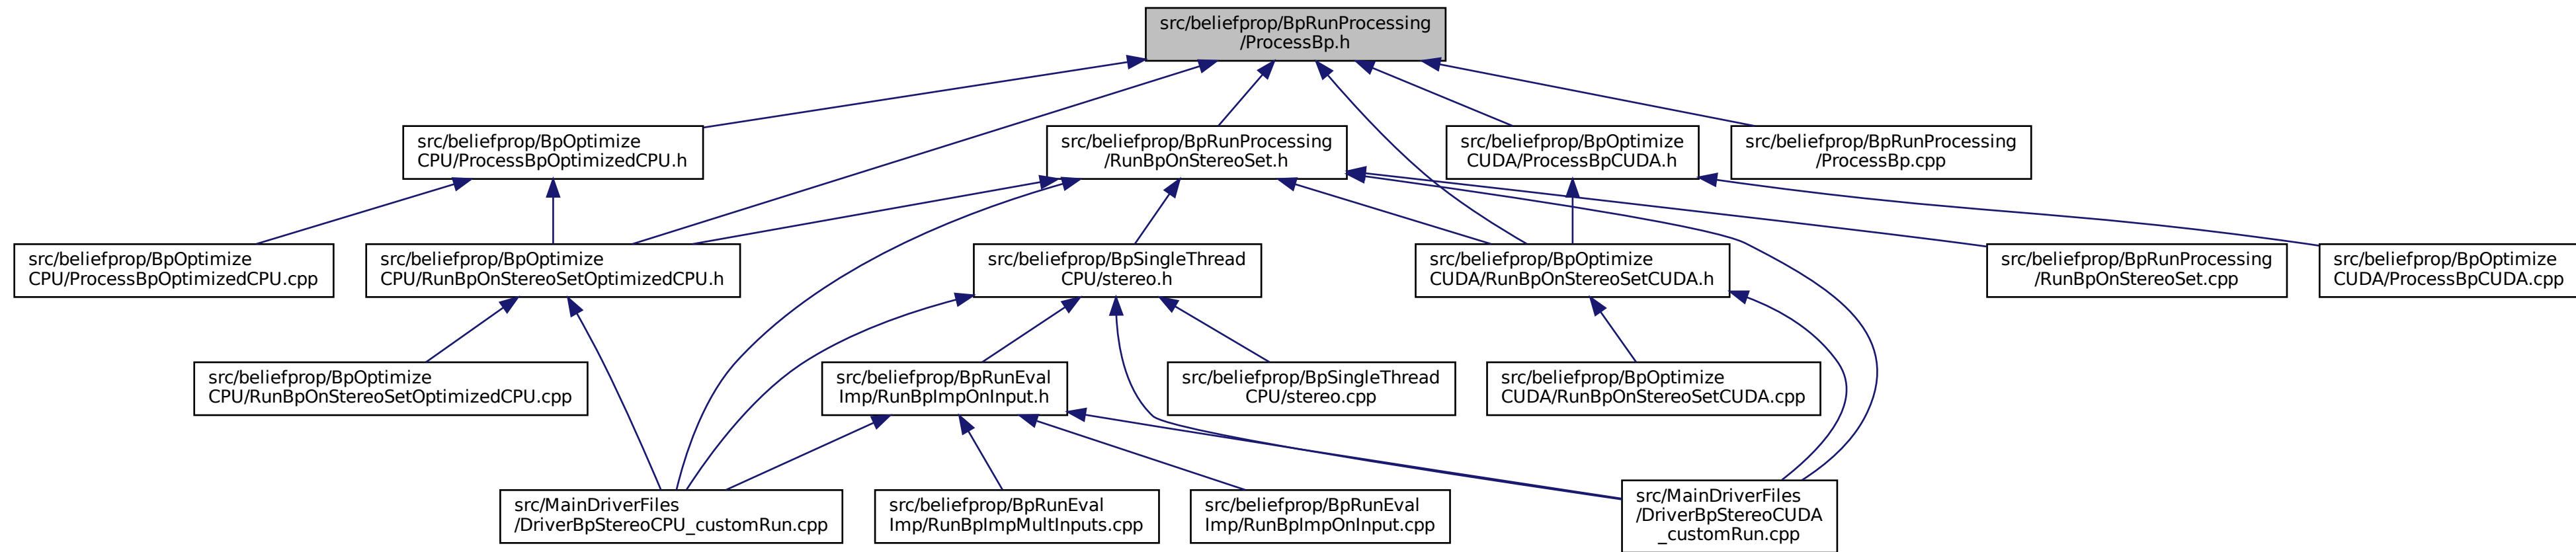 src/beliefprop/BpRunProcessing
/ProcessBp.h
src/beliefprop/BpOptimize
CPU/ProcessBpOptimizedCPU.h
src/beliefprop/BpRunProcessing
/RunBpOnStereoSet.h
src/beliefprop/BpOptimize
CUDA/ProcessBpCUDA.h
src/beliefprop/BpRunProcessing
/ProcessBp.cpp
src/beliefprop/BpOptimize
CPU/ProcessBpOptimizedCPU.cpp
src/beliefprop/BpOptimize
CPU/RunBpOnStereoSetOptimizedCPU.h
src/beliefprop/BpSingleThread
CPU/stereo.h
src/beliefprop/BpOptimize
CUDA/RunBpOnStereoSetCUDA.h
src/beliefprop/BpRunProcessing
/RunBpOnStereoSet.cpp
src/beliefprop/BpOptimize
CUDA/ProcessBpCUDA.cpp
src/beliefprop/BpOptimize
CPU/RunBpOnStereoSetOptimizedCPU.cpp
src/beliefprop/BpRunEval
Imp/RunBpImpOnInput.h
src/beliefprop/BpSingleThread
CPU/stereo.cpp
src/beliefprop/BpOptimize
CUDA/RunBpOnStereoSetCUDA.cpp
src/MainDriverFiles
/DriverBpStereoCPU_customRun.cpp
src/beliefprop/BpRunEval
Imp/RunBpImpMultInputs.cpp
src/beliefprop/BpRunEval
Imp/RunBpImpOnInput.cpp
src/MainDriverFiles
/DriverBpStereoCUDA
_customRun.cpp